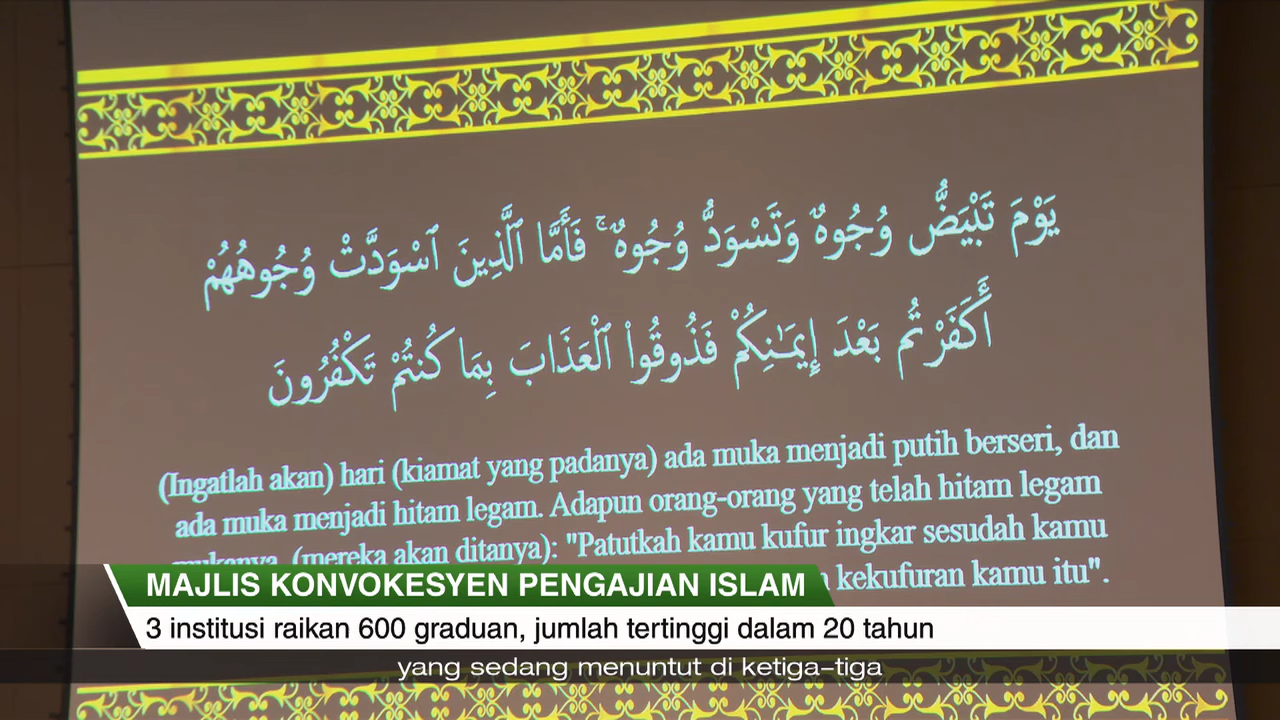 يَوْمَ تَبْيَضُّ وُجُوهٌ وَتَسْوَدُّ وُجُوهٌ ۚ فَأَمَّا ٱلَّذِينَ ٱسْوَدَّتْ وُجُوهُهُمْ
أَكَفَرْتُم بَعْدَ إِيمَـٰنِكُمْ فَذُوقُوا۟ ٱلْعَذَابَ بِمَا كُنتُمْ تَكْفُرُونَ
(Ingatlah akan) hari (kiamat yang padanya) ada muka menjadi putih berseri, dan
ada muka menjadi hitam legam. Adapun orang-orang yang telah hitam legam
mukanya, (mereka akan ditanya): "Patutkah kamu kufur ingkar sesudah kamu
kekufuran kamu itu".
MAJLIS KONVOKESYEN PENGAJIAN ISLAM
3 institusi raikan 600 graduan, jumlah tertinggi dalam 20 tahun
yang sedang menuntut di ketiga-tiga